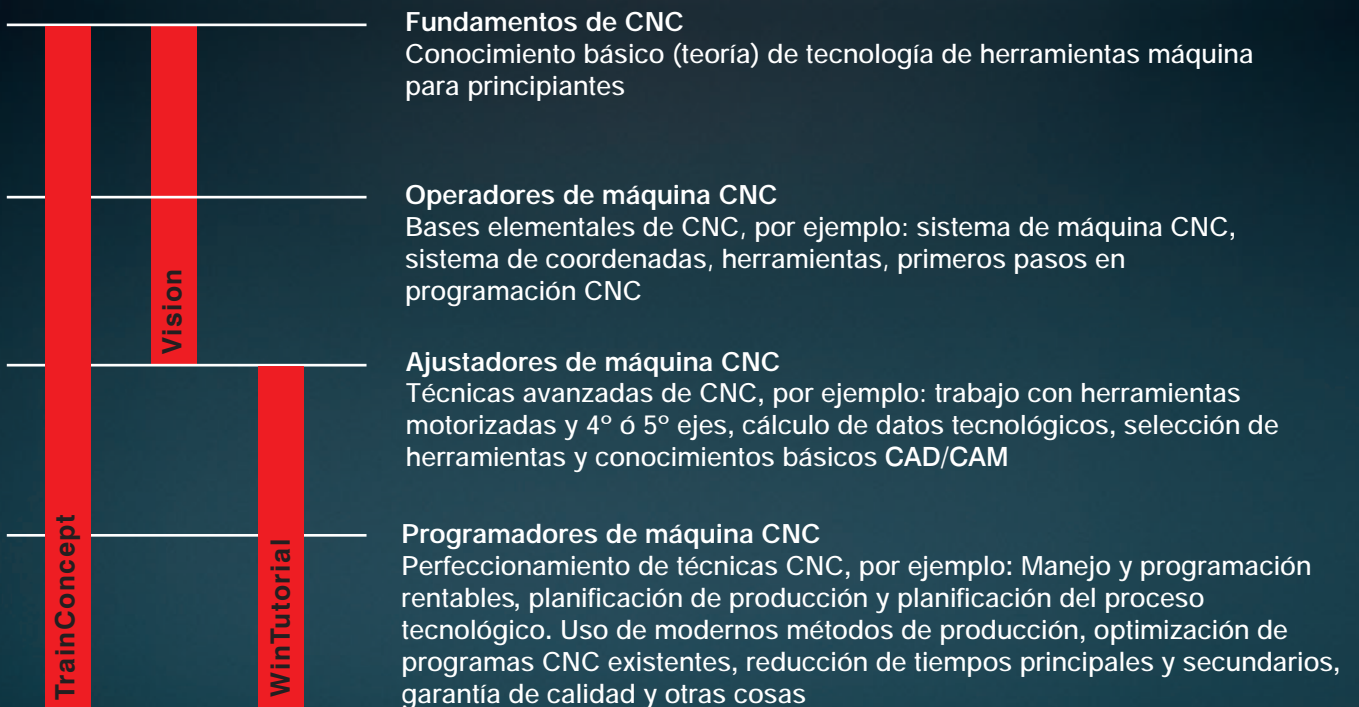 Fundamentos de CNC
Conocimiento básico (teoría) de tecnología de herramientas máquina
para principiantes
Operadores de máquina CNC
Bases elementales de CNC, por ejemplo: sistema de máquina CNC,
sistema de coordenadas, herramientas, primeros pasos en
programación CNC
Vision
Ajustadores de máquina CNC
Técnicas avanzadas de CNC, por ejemplo: trabajo con herramientas
motorizadas y 4º ó 5º ejes, cálculo de datos tecnológicos, selección de
herramientas y conocimientos básicos CAD/CAM
Programadores de máquina CNC
Perfeccionamiento de técnicas CNC, por ejemplo: Manejo y programación
rentables, planificación de producción y planificación del proceso
tecnológico. Uso de modernos métodos de producción, optimización de
programas CNC existentes, reducción de tiempos principales y secundarios,
garantía de calidad y otras cosas
TrainConcept
WinTutorial